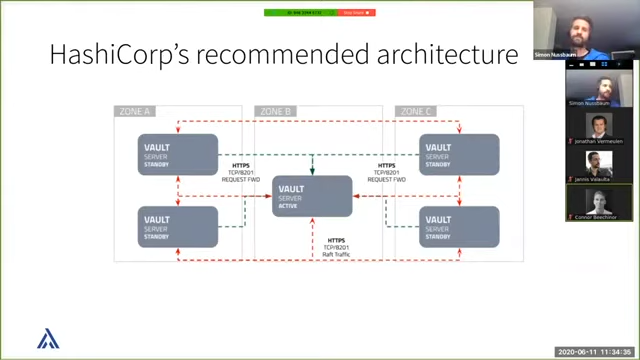 HashiCorp's recommended architecture
Simon Nussbaum
ZONE A
ZONE B
ZONE C
VAULT
SERVER
STANDBY
VAULT
SERVER
STANDBY
HTTPS
TCP/8201
REQUEST FWD
VAULT
SERVER
ACTIVE
HTTPS
TCP/8201
REQUEST FWD
VAULT
SERVER
STANDBY
VAULT
SERVER
STANDBY
HTTPS
TCP/8201
Raft Traffic
Simon Nussbaum
Jonathan Vermeulen
Connor Beechinor
2020-06-11 11:34:35